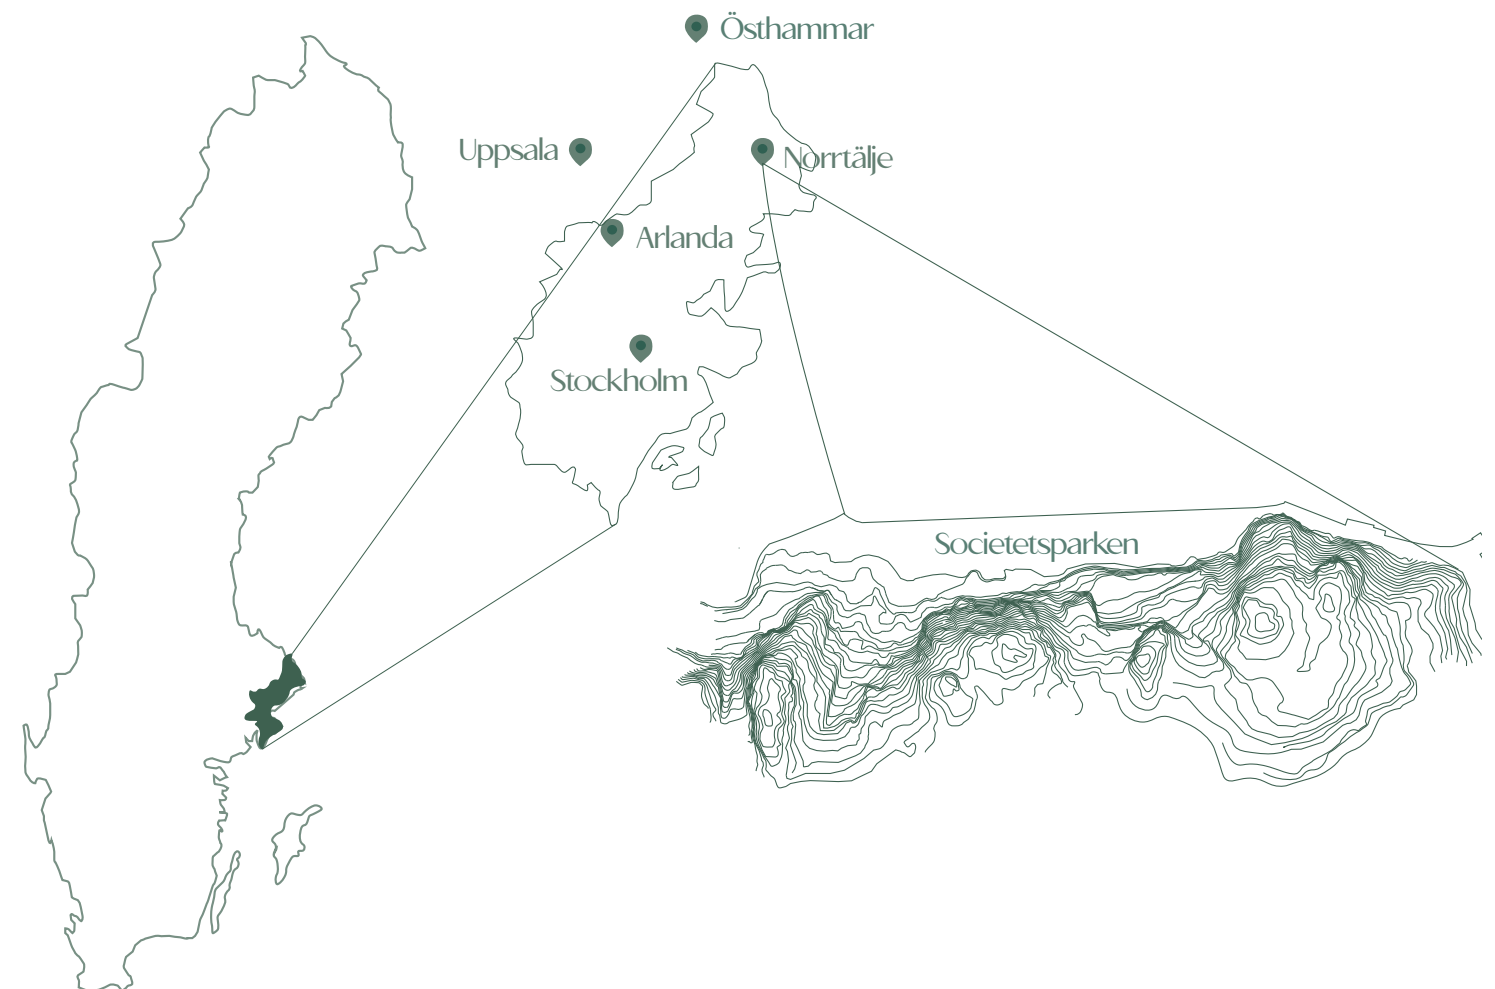 Östhammar
Uppsala
Norrtälje
Arlanda
Stockholm
Societetsparken